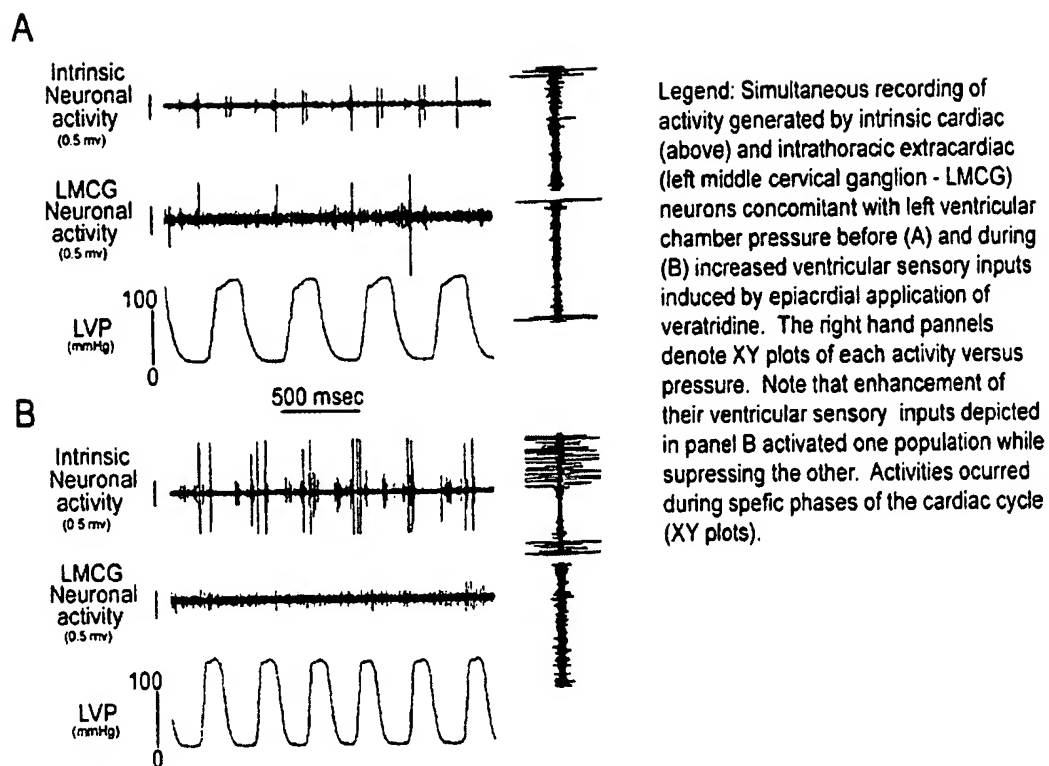 A
Intrinsic
Neuronal
activity
(0.5 mv)
LMCG
Neuronal
activity
(0.5 mv)
100
LVP
(mmHg)
0
500 msec
B
Intrinsic
Neuronal
activity
(0 5 mv)
LMCG
Neuronal
activity
(0.5 mv)
100
LVP
(mmHg)
0
Legend: Simultaneous recording of
activity generated by intrinsic cardiac
(above) and intrathoracic extracardiac
(left middle cervical ganglion - LMCG)
neurons concomitant with left ventricular
chamber pressure before (A) and during
(B) increased ventricular sensory inputs
induced by epiacrdial application of
veratridine. The right hand pannels
denote XY plots of each activity versus
pressure. Note that enhancement of
their ventricular sensory inputs depicted
in panel B activated one population while
supressing the other. Activities ocurred
during spefic phases of the cardiac cycle
(XY plots).